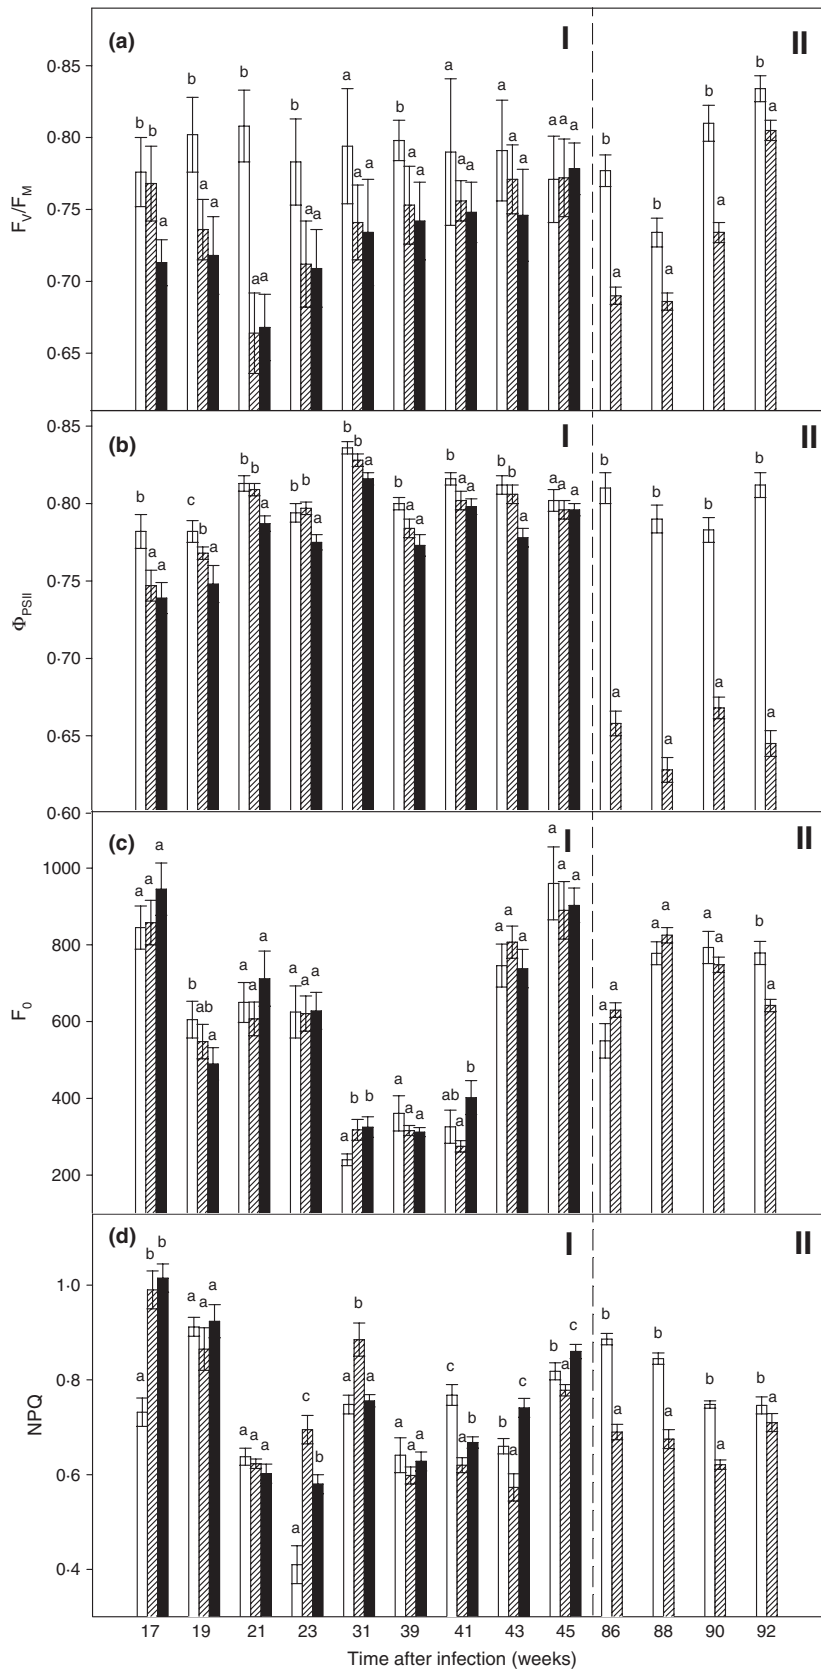 (a) I II
b b a b a a b a a b a a a a a b a a a a a a a a a a a b a b a b a b a
0·85
0·80
0·75
0·70
0·65
F_V/F_M
(b) I II
b a a c b a b b a b b a b b a b a a b a a b b a a a a b a b a b a b a
0·85
0·80
0·75
0·70
0·65
0·60
Φ_PSII
(c) I II
a a a b ab a a a a a a a a b b a a a ab a b a a a a a a a a a a a a b a
1000
800
600
400
200
F_0
(d) I II
a b b a a a a a a a c b a b a a a a c a b b a c b a c b a b a b a b a
1·0
0·8
0·6
0·4
NPQ
17 19 21 23 31 39 41 43 45 86 88 90 92
Time after infection (weeks)